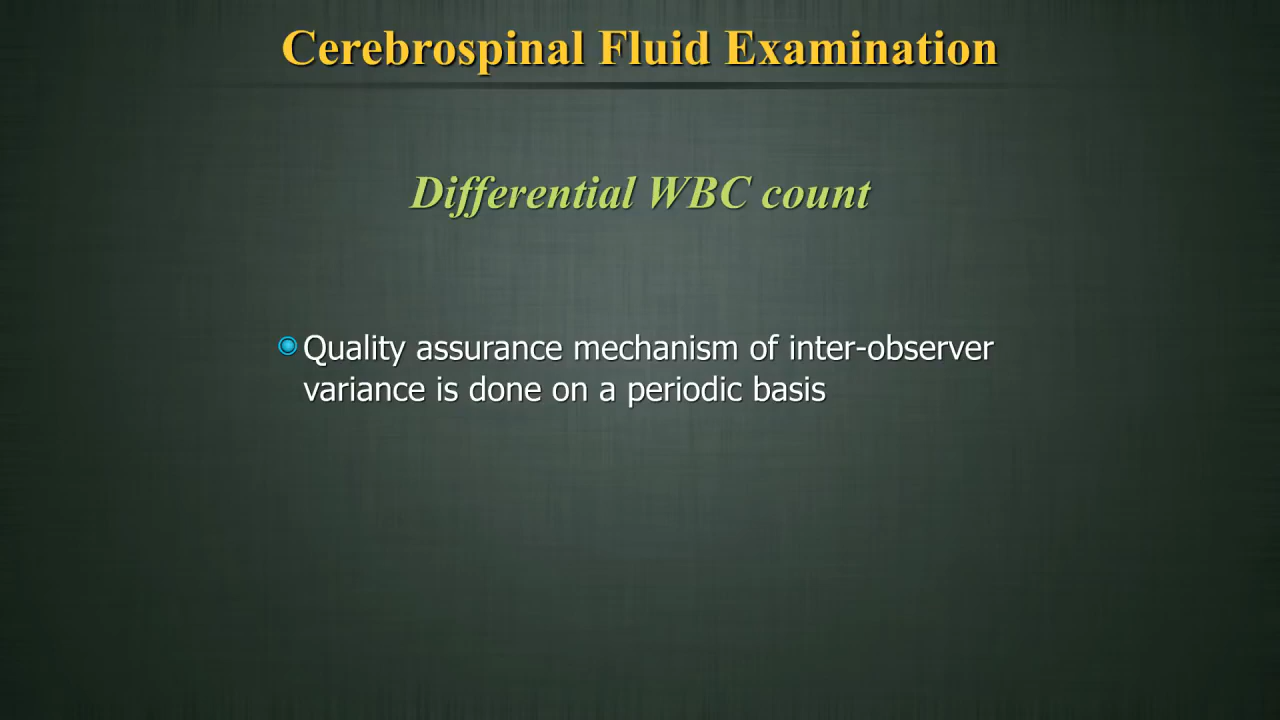 Cerebrospinal Fluid Examination
Differential WBC count
Quality assurance mechanism of inter-observer
variance is done on a periodic basis